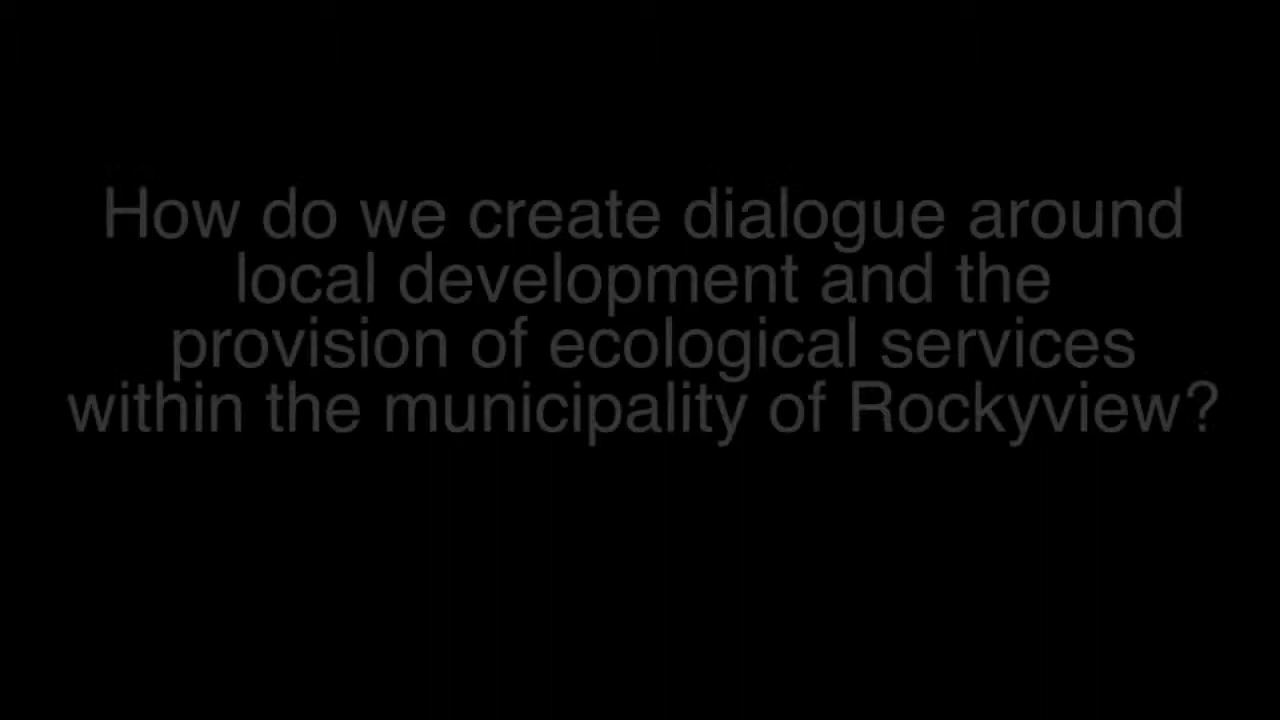 How do we create dialogue around
local development and the
provision of ecological services
within the municipality of Rockyview?